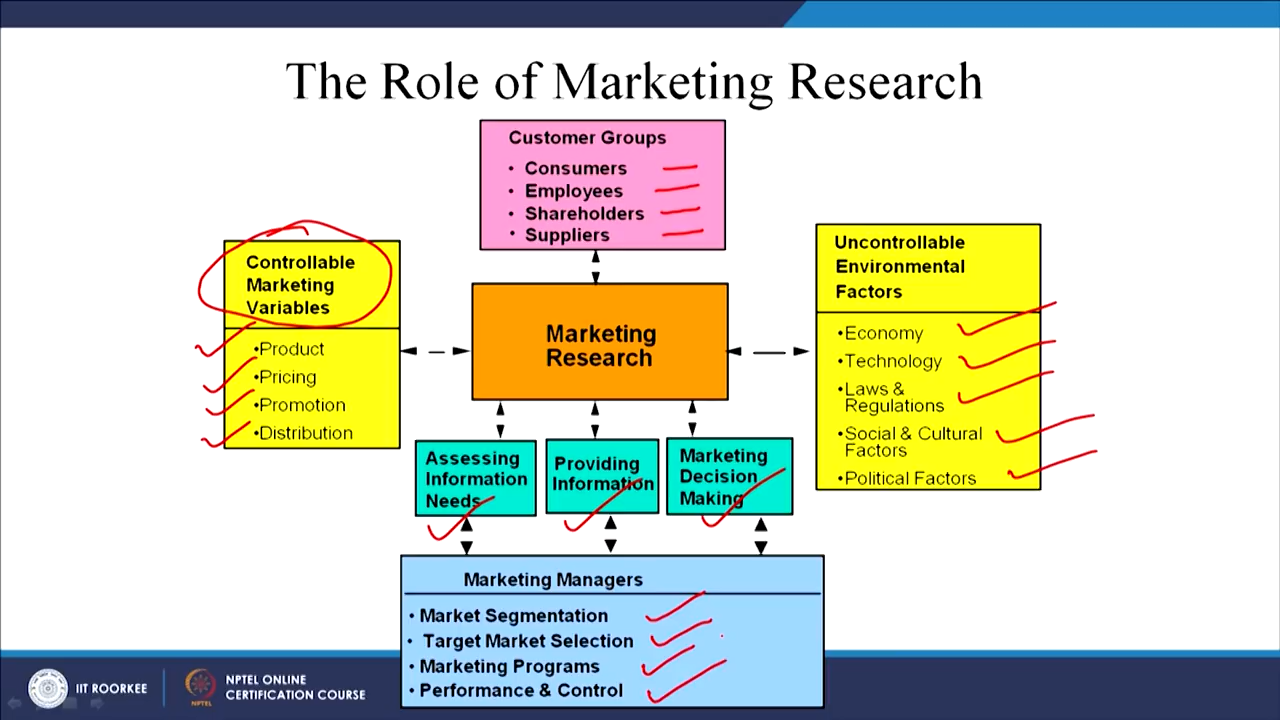 The Role of Marketing Research
Customer Groups
• Consumers
• Employees
• Shareholders
• Suppliers
Controllable
Marketing
Variables
•Product
•Pricing
•Promotion
•Distribution
Marketing
Research
Uncontrollable
Environmental
Factors
•Economy
•Technology
•Laws &
Regulations
•Social & Cultural
Factors
•Political Factors
Assessing
Information
Needs
Providing
Information
Marketing
Decision
Making
Marketing Managers
• Market Segmentation
• Target Market Selection
• Marketing Programs
• Performance & Control
IIT ROORKEE
NPTEL
NPTEL ONLINE
CERTIFICATION COURSE